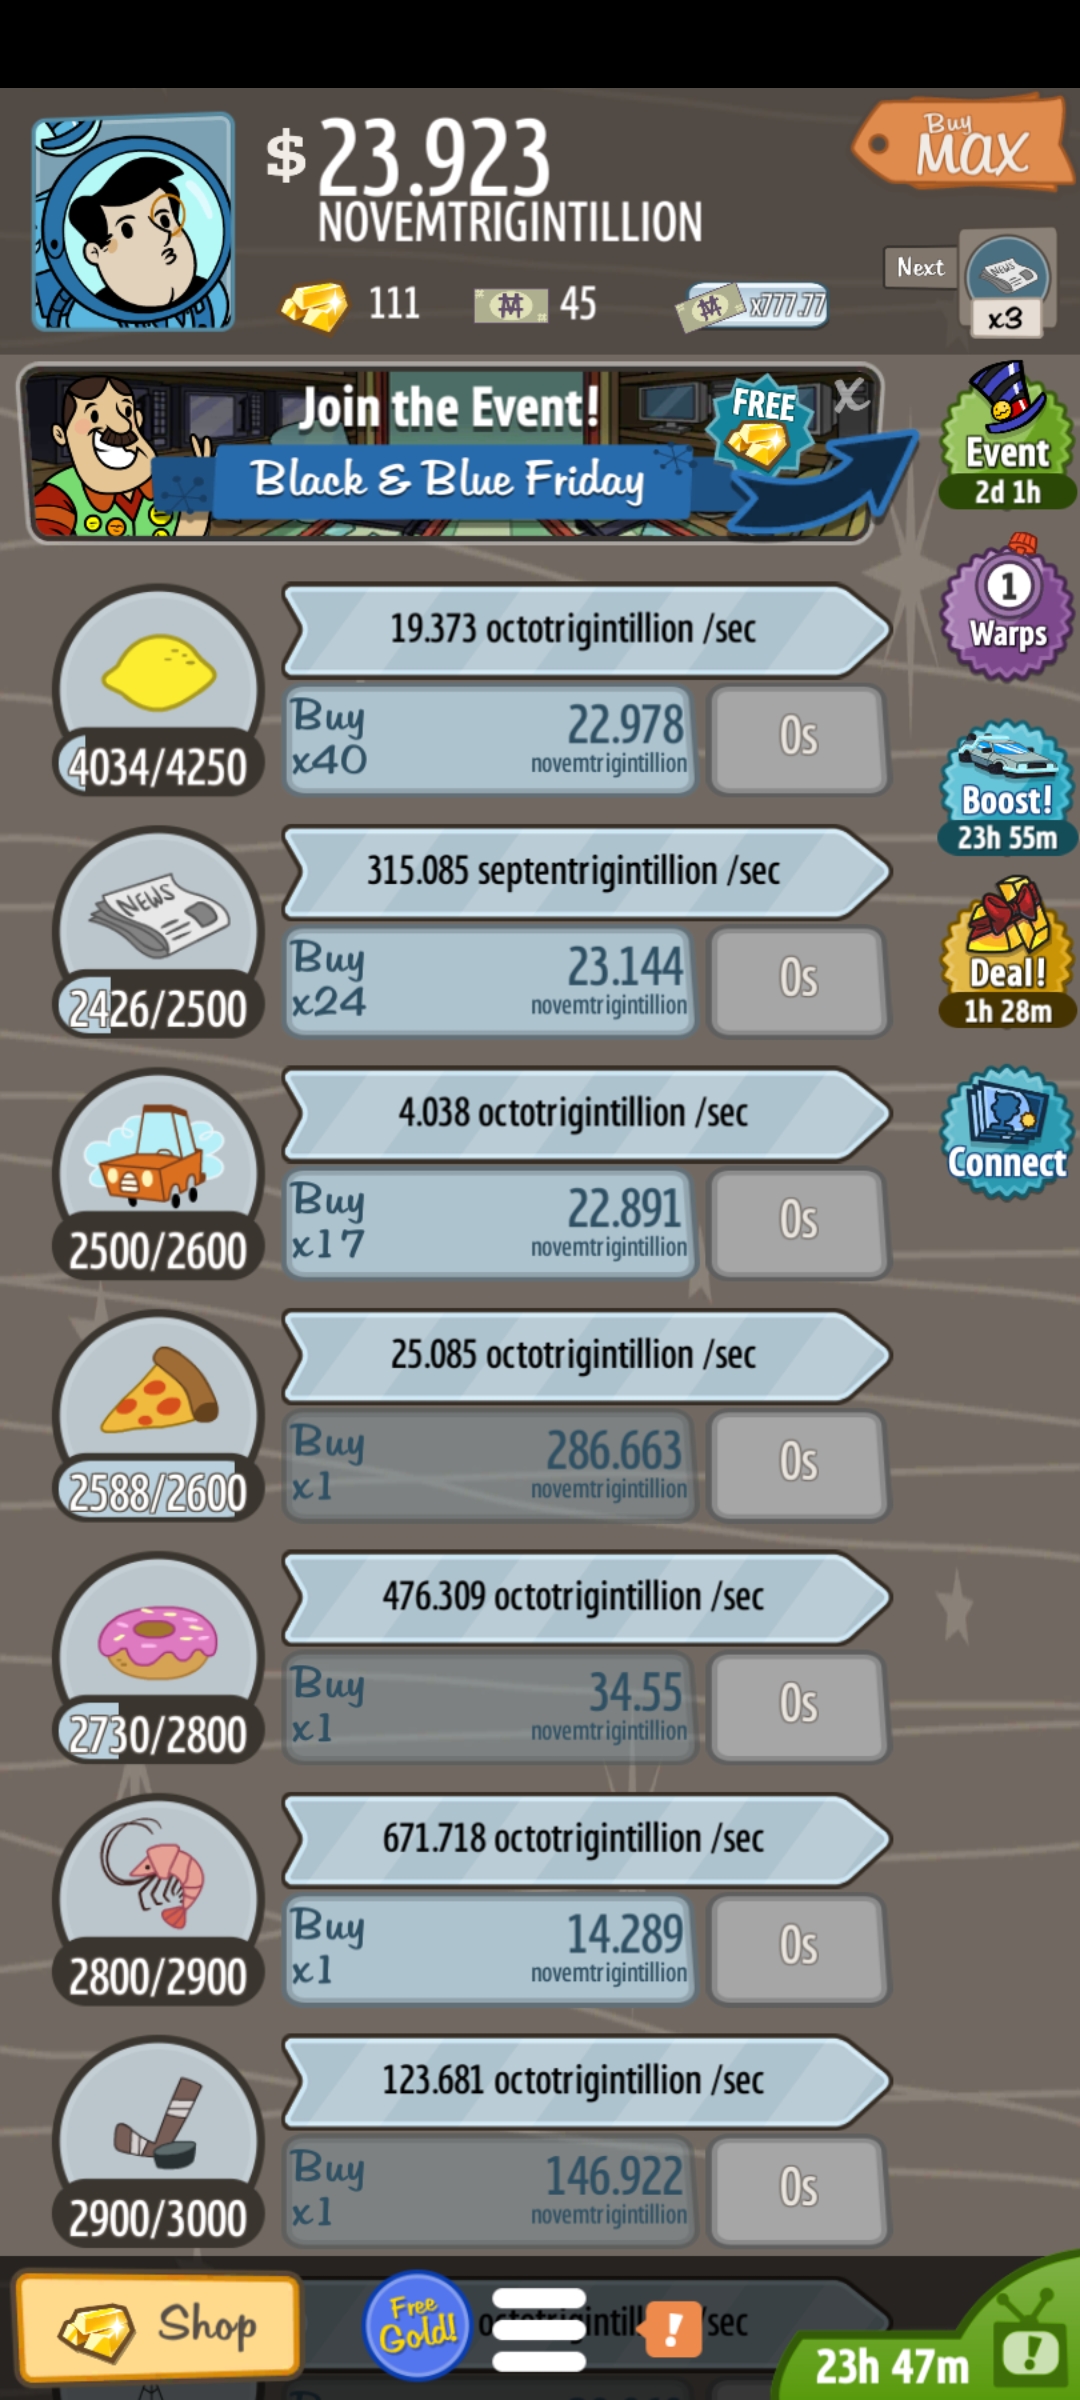 $ 23.923
NOVEMTRIGINTILLION
Buy
MAX
111
45
x777.77
Next
NEWS
x3
Join the Event!
FREE
X
Black & Blue Friday
Event
2d 1h
19.373 octotrigintillion /sec
4034/4250
Buy
x40
22.978
novemtrigintillion
0s
1
Warps
Boost!
23h 55m
315.085 septentrigintillion /sec
NEWS
2426/2500
Buy
x24
23.144
novemtrigintillion
0s
Deal!
1h 28m
4.038 octotrigintillion /sec
2500/2600
Buy
x17
22.891
novemtrigintillion
0s
Connect
25.085 octotrigintillion /sec
2588/2600
Buy
x1
286.663
novemtrigintillion
0s
476.309 octotrigintillion /sec
2730/2800
Buy
x1
34.55
novemtrigintillion
0s
671.718 octotrigintillion /sec
2800/2900
Buy
x1
14.289
novemtrigintillion
0s
123.681 octotrigintillion /sec
2900/3000
Buy
x1
146.922
novemtrigintillion
0s
Shop
Free
Gold!
!
/sec
23h 47m
!